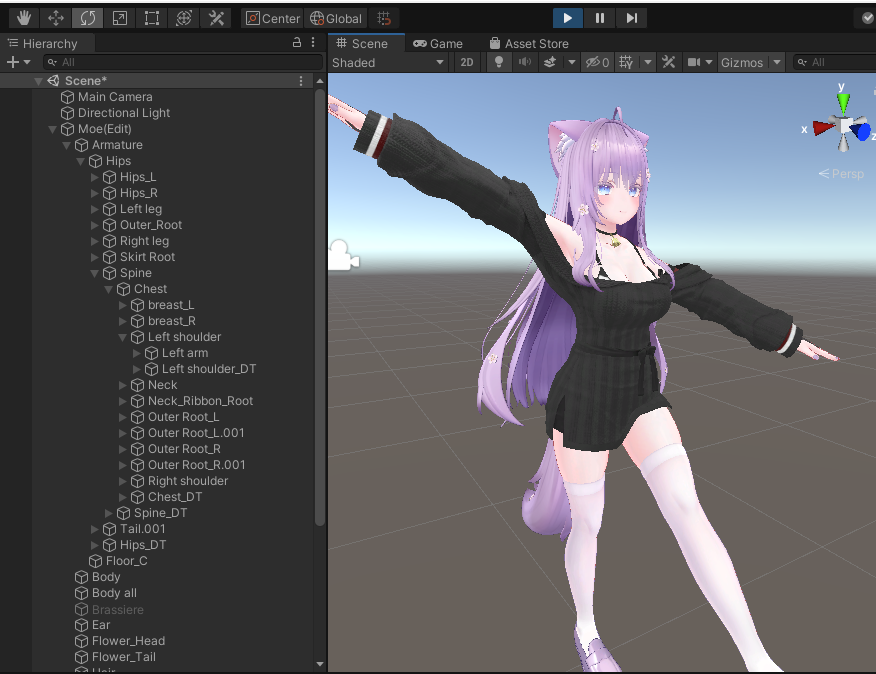 Center Global
Hierarchy
Scene Game Asset Store
All
Shaded 2D 0 Gizmos All
Scene*
Main Camera
Directional Light
Moe(Edit)
Armature
Hips
Hips_L
Hips_R
Left leg
Outer_Root
Right leg
Skirt Root
Spine
Chest
breast_L
breast_R
Left shoulder
Left arm
Left shoulder_DT
Neck
Neck_Ribbon_Root
Outer Root_L
Outer Root_L.001
Outer Root_R
Outer Root_R.001
Right shoulder
Chest_DT
Spine_DT
Tail.001
Hips_DT
Floor_C
Body
Body all
Brassiere
Ear
Flower_Head
Flower_Tail
y
x
z
Persp